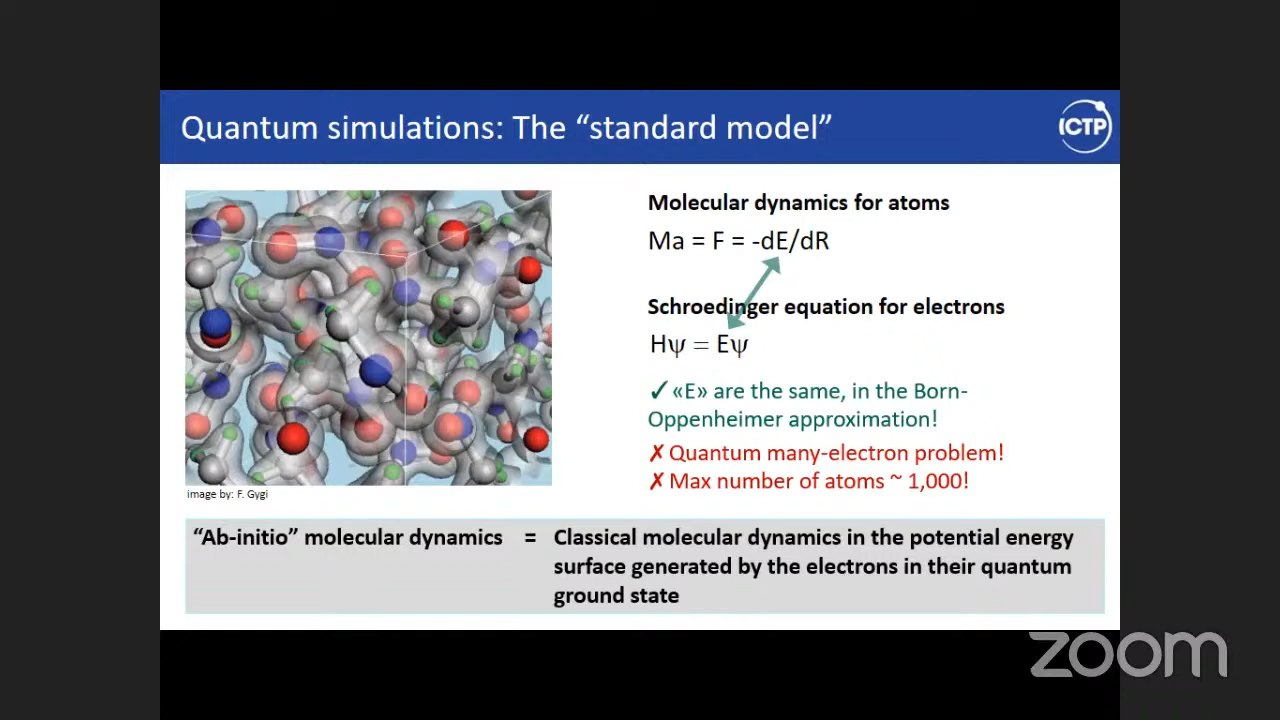 Quantum simulations: The “standard model”
ICTP
Molecular dynamics for atoms
Ma = F = -dE/dR
Schroedinger equation for electrons
Hψ = Eψ
✓ «E» are the same, in the Born-
Oppenheimer approximation!
✗ Quantum many-electron problem!
✗ Max number of atoms ~ 1,000!
image by: F. Gygi
“Ab-initio” molecular dynamics = Classical molecular dynamics in the potential energy
surface generated by the electrons in their quantum
ground state
zoom